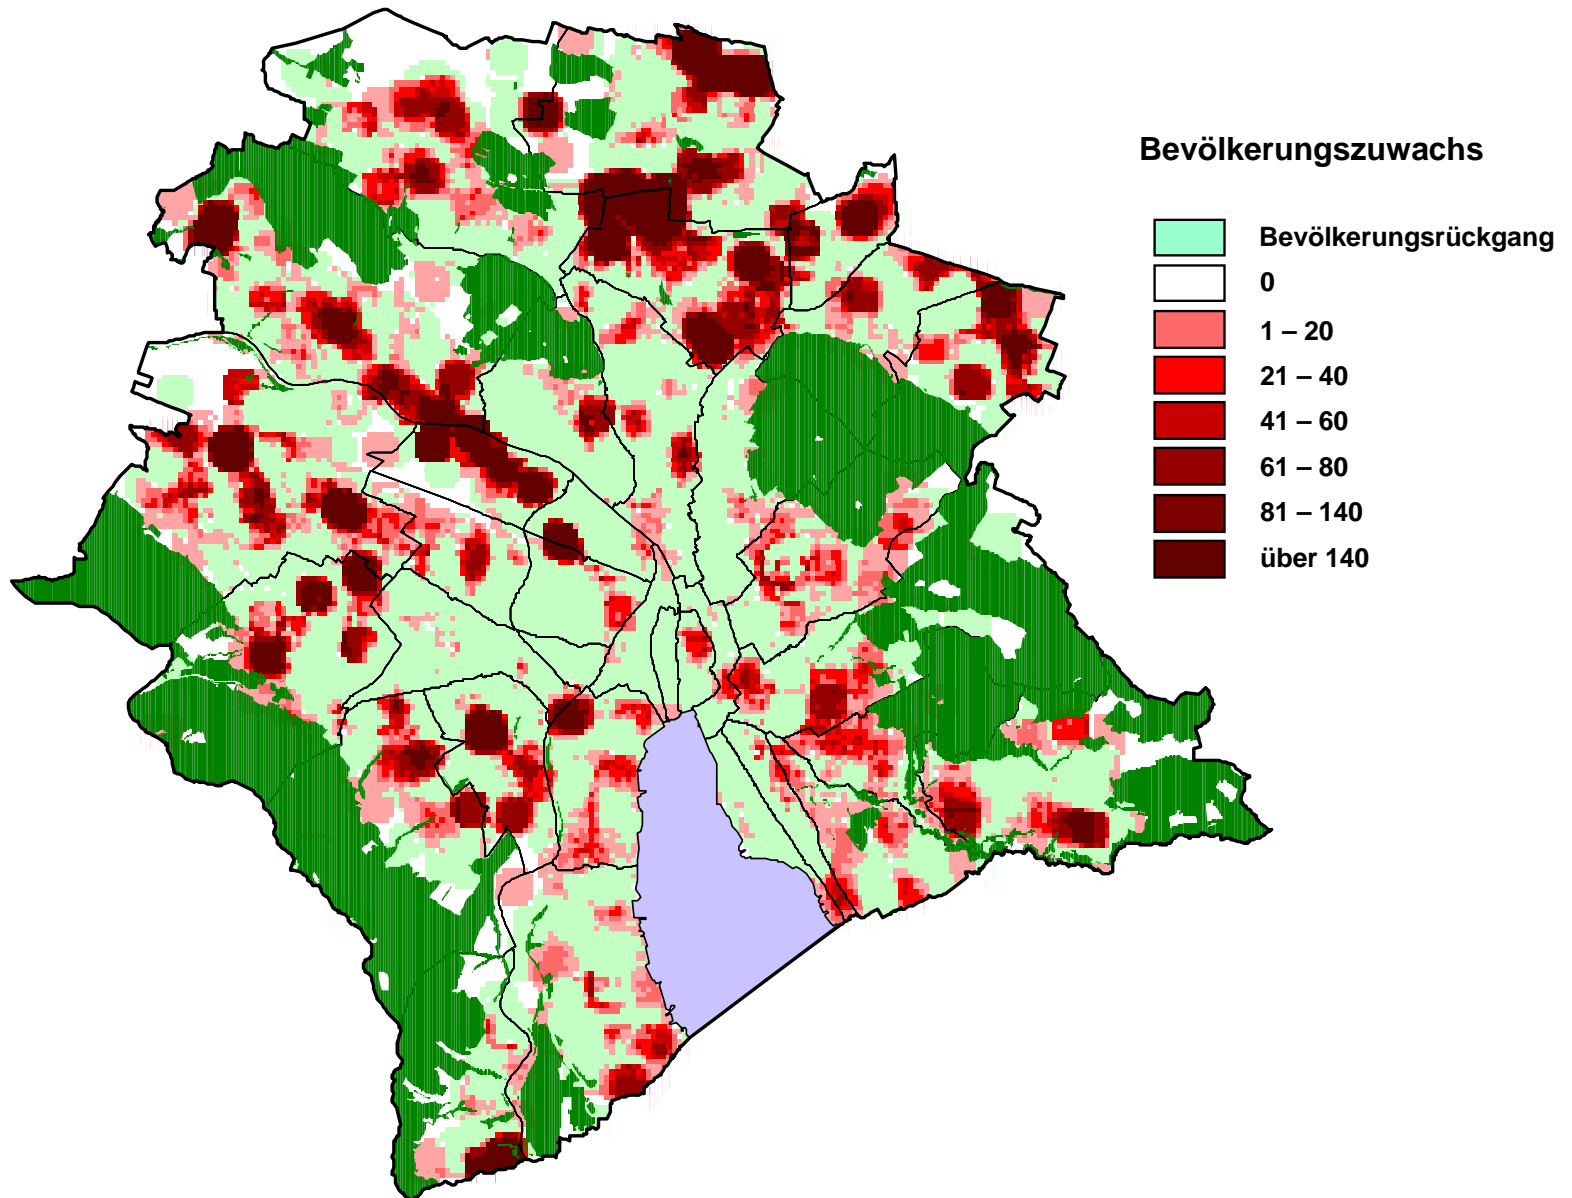 Bevölkerungszuwachs
Bevölkerungsrückgang
0
1 – 20
21 – 40
41 – 60
61 – 80
81 – 140
über 140